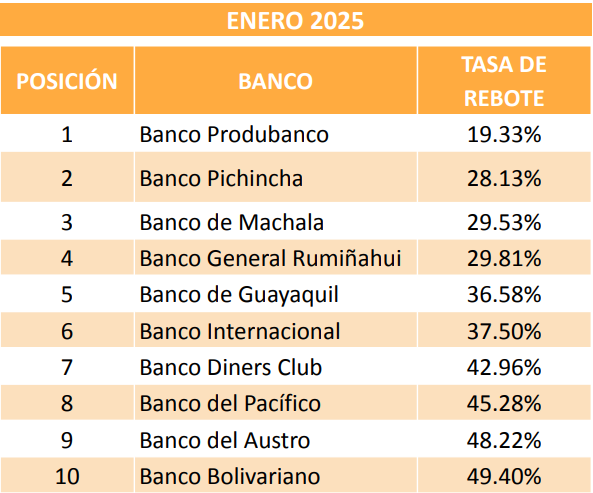 ENERO 2025
POSICIÓN BANCO TASA DE REBOTE
1 Banco Produbanco 19.33%
2 Banco Pichincha 28.13%
3 Banco de Machala 29.53%
4 Banco General Rumiñahui 29.81%
5 Banco de Guayaquil 36.58%
6 Banco Internacional 37.50%
7 Banco Diners Club 42.96%
8 Banco del Pacífico 45.28%
9 Banco del Austro 48.22%
10 Banco Bolivariano 49.40%